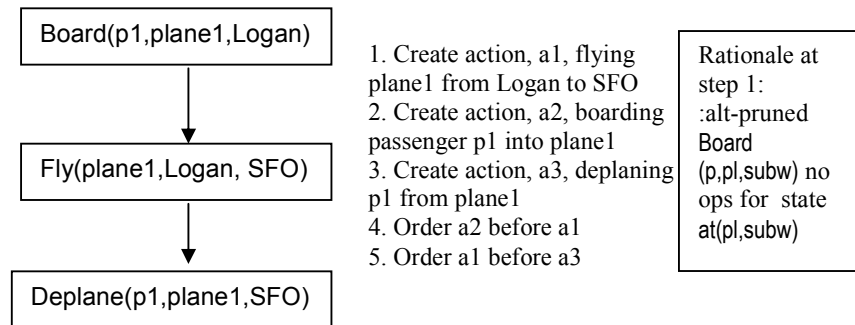 Board(p1,plane1,Logan)
Fly(plane1,Logan, SFO)
Deplane(p1,plane1,SFO)
1. Create action, a1, flying
plane1 from Logan to SFO
2. Create action, a2, boarding
passenger p1 into plane1
3. Create action, a3, deplaning
p1 from plane1
4. Order a2 before a1
5. Order a1 before a3
Rationale at
step 1:
:alt-pruned
Board
(p,pl,subw) no
ops for state
at(pl,subw)